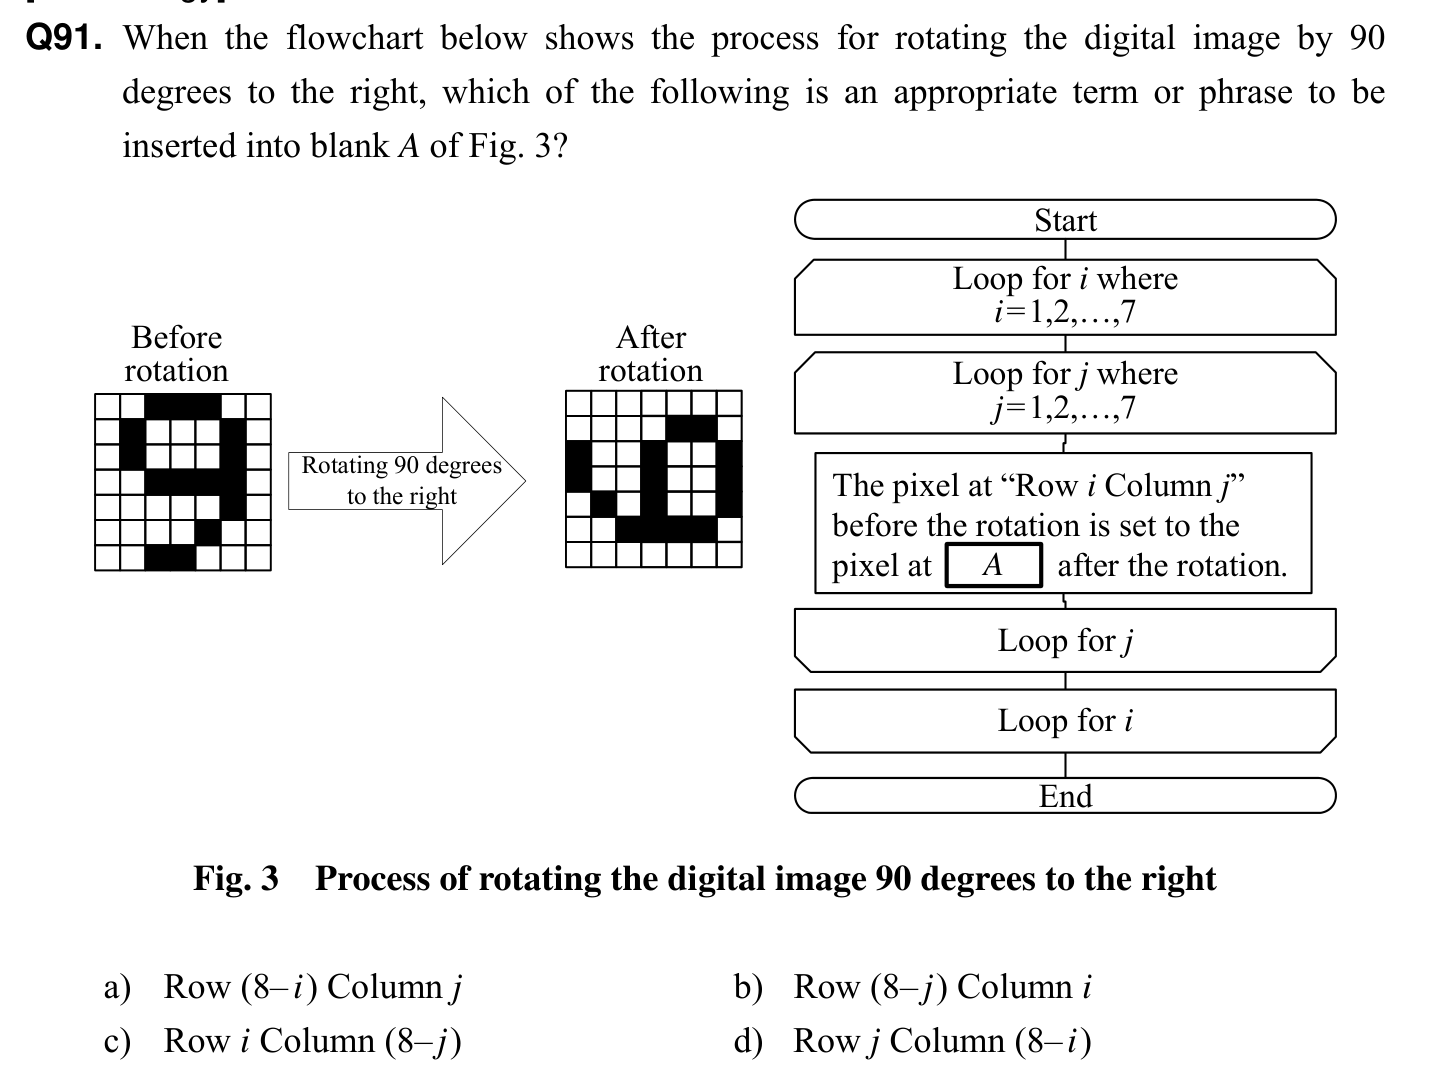 Q91. When the flowchart below shows the process for rotating the digital image by 90
degrees to the right, which of the following is an appropriate term or phrase to be
inserted into blank A of Fig. 3?
Before
rotation
Rotating 90 degrees
to the right
After
rotation
Start
Loop for i where
i=1,2,…,7
Loop for j where
j=1,2,…,7
The pixel at “Row i Column j”
before the rotation is set to the
pixel at A after the rotation.
Loop for j
Loop for i
End
Fig. 3 Process of rotating the digital image 90 degrees to the right
a) Row (8–i) Column j
b) Row (8–j) Column i
c) Row i Column (8–j)
d) Row j Column (8–i)